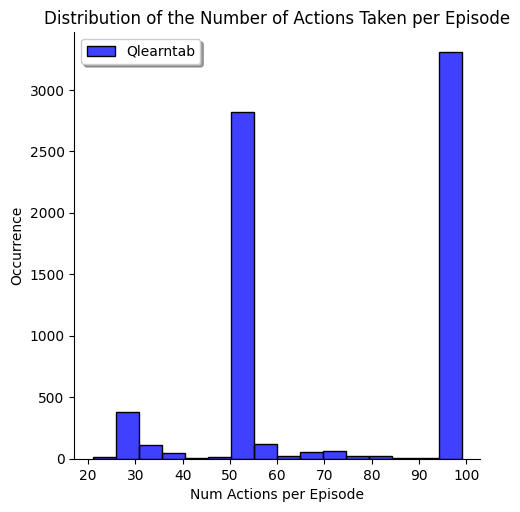 Distribution of the Number of Actions Taken per Episode
Qlearntab
3000
2500
2000
1500
1000
500
0
Occurrence
20 30 40 50 60 70 80 90 100
Num Actions per Episode